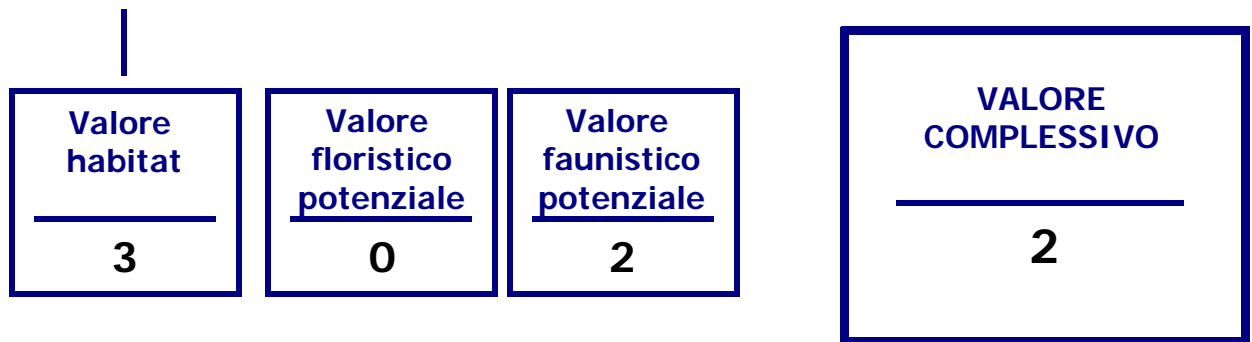 Valore
habitat
3
Valore
floristico
potenziale
0
Valore
faunistico
potenziale
2
VALORE
COMPLESSIVO
2